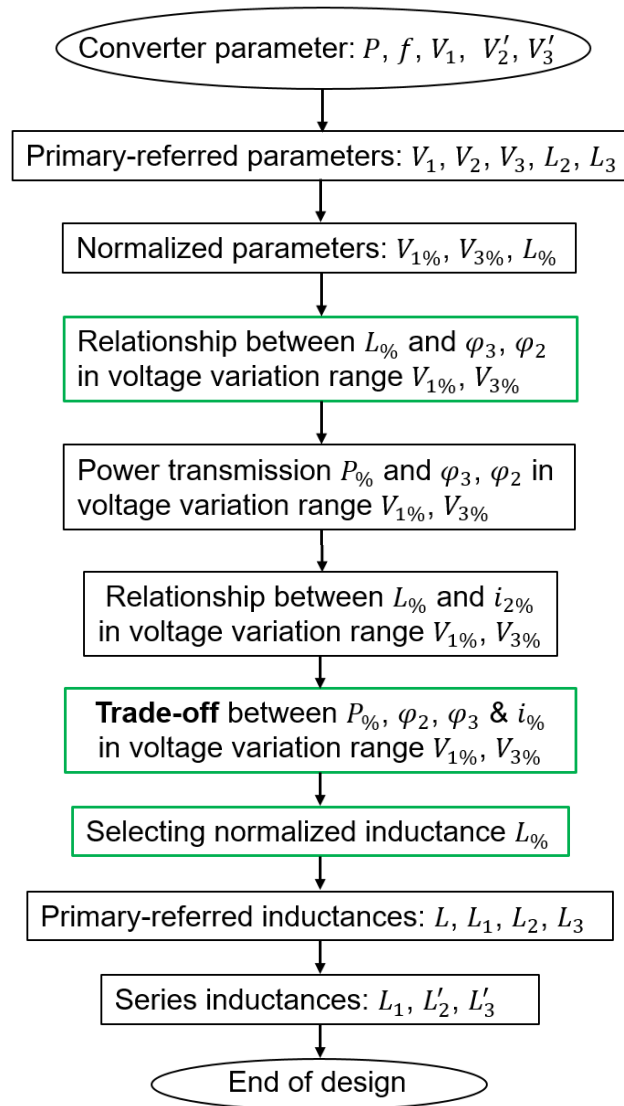 Converter parameter: P, f, V₁, V₂′, V₃′
Primary-referred parameters: V₁, V₂, V₃, L₂, L₃
Normalized parameters: V₁%, V₃%, L%
Relationship between L% and φ₃, φ₂
in voltage variation range V₁%, V₃%
Power transmission P% and φ₃, φ₂ in
voltage variation range V₁%, V₃%
Relationship between L% and i₂%
in voltage variation range V₁%, V₃%
Trade-off between P%, φ₂, φ₃ & i%
in voltage variation range V₁%, V₃%
Selecting normalized inductance L%
Primary-referred inductances: L, L₁, L₂, L₃
Series inductances: L₁, L₂′, L₃′
End of design